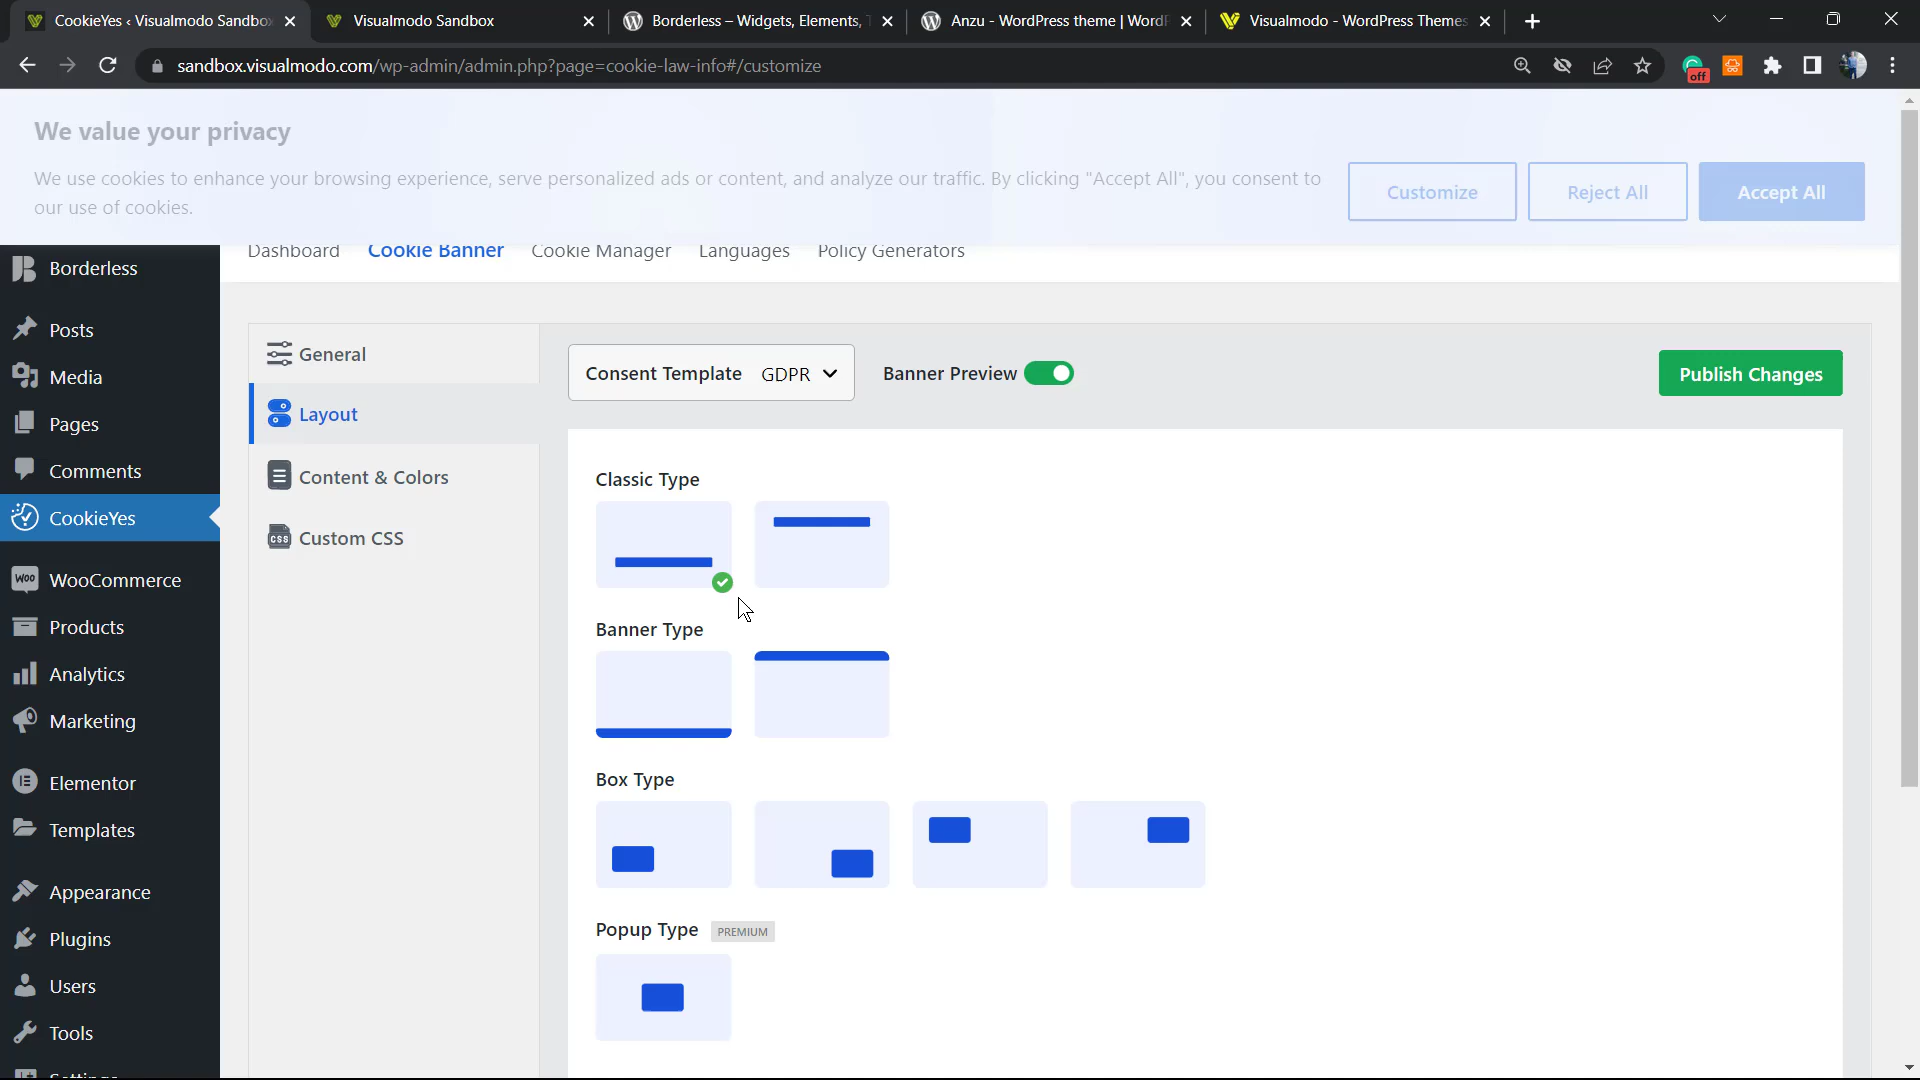 CookieYes ‹ Visualmodo Sandbox
Visualmodo Sandbox
Borderless – Widgets, Elements,
Anzu - WordPress theme | WordP
Visualmodo - WordPress Themes
sandbox.visualmodo.com/wp-admin/admin.php?page=cookie-law-info#/customize
off
We value your privacy
We use cookies to enhance your browsing experience, serve personalized ads or content, and analyze our traffic. By clicking "Accept All", you consent to
our use of cookies.
Customize
Reject All
Accept All
Dashboard
Cookie Banner
Cookie Manager
Languages
Policy Generators
Borderless
Posts
Media
Pages
Comments
CookieYes
WooCommerce
Products
Analytics
Marketing
Elementor
Templates
Appearance
Plugins
Users
Tools
General
Layout
Content & Colors
CSS Custom CSS
Consent Template GDPR
Banner Preview
Publish Changes
Classic Type
Banner Type
Box Type
Popup Type PREMIUM